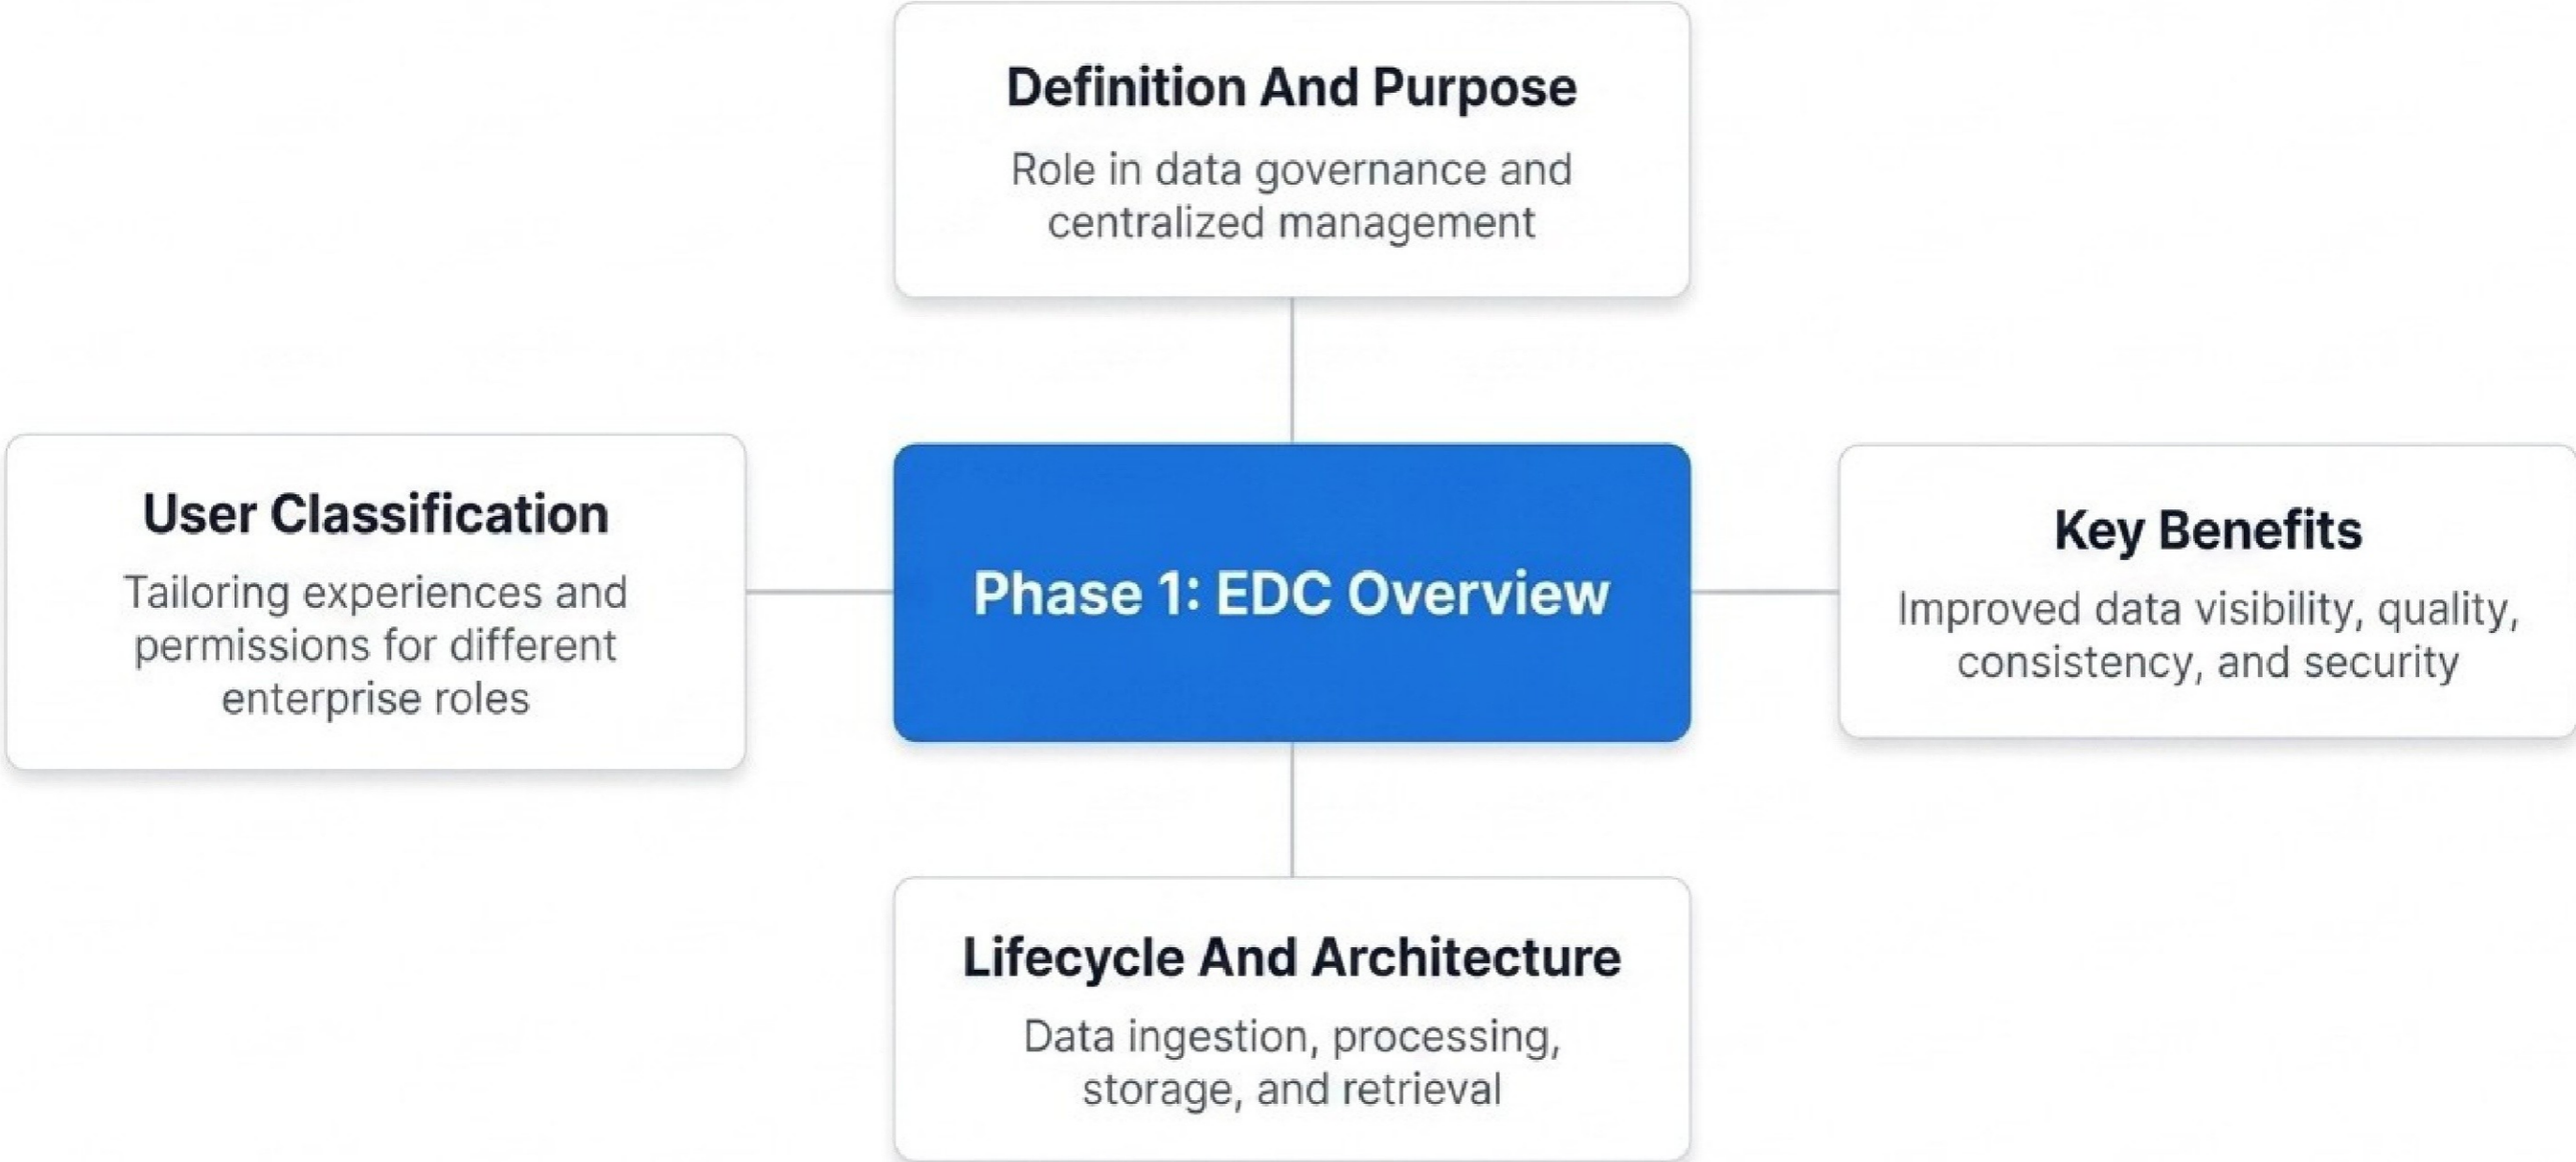 Definition And Purpose
Role in data governance and
centralized management
User Classification
Tailoring experiences and
permissions for different
enterprise roles
Phase 1: EDC Overview
Key Benefits
Improved data visibility, quality,
consistency, and security
Lifecycle And Architecture
Data ingestion, processing,
storage, and retrieval